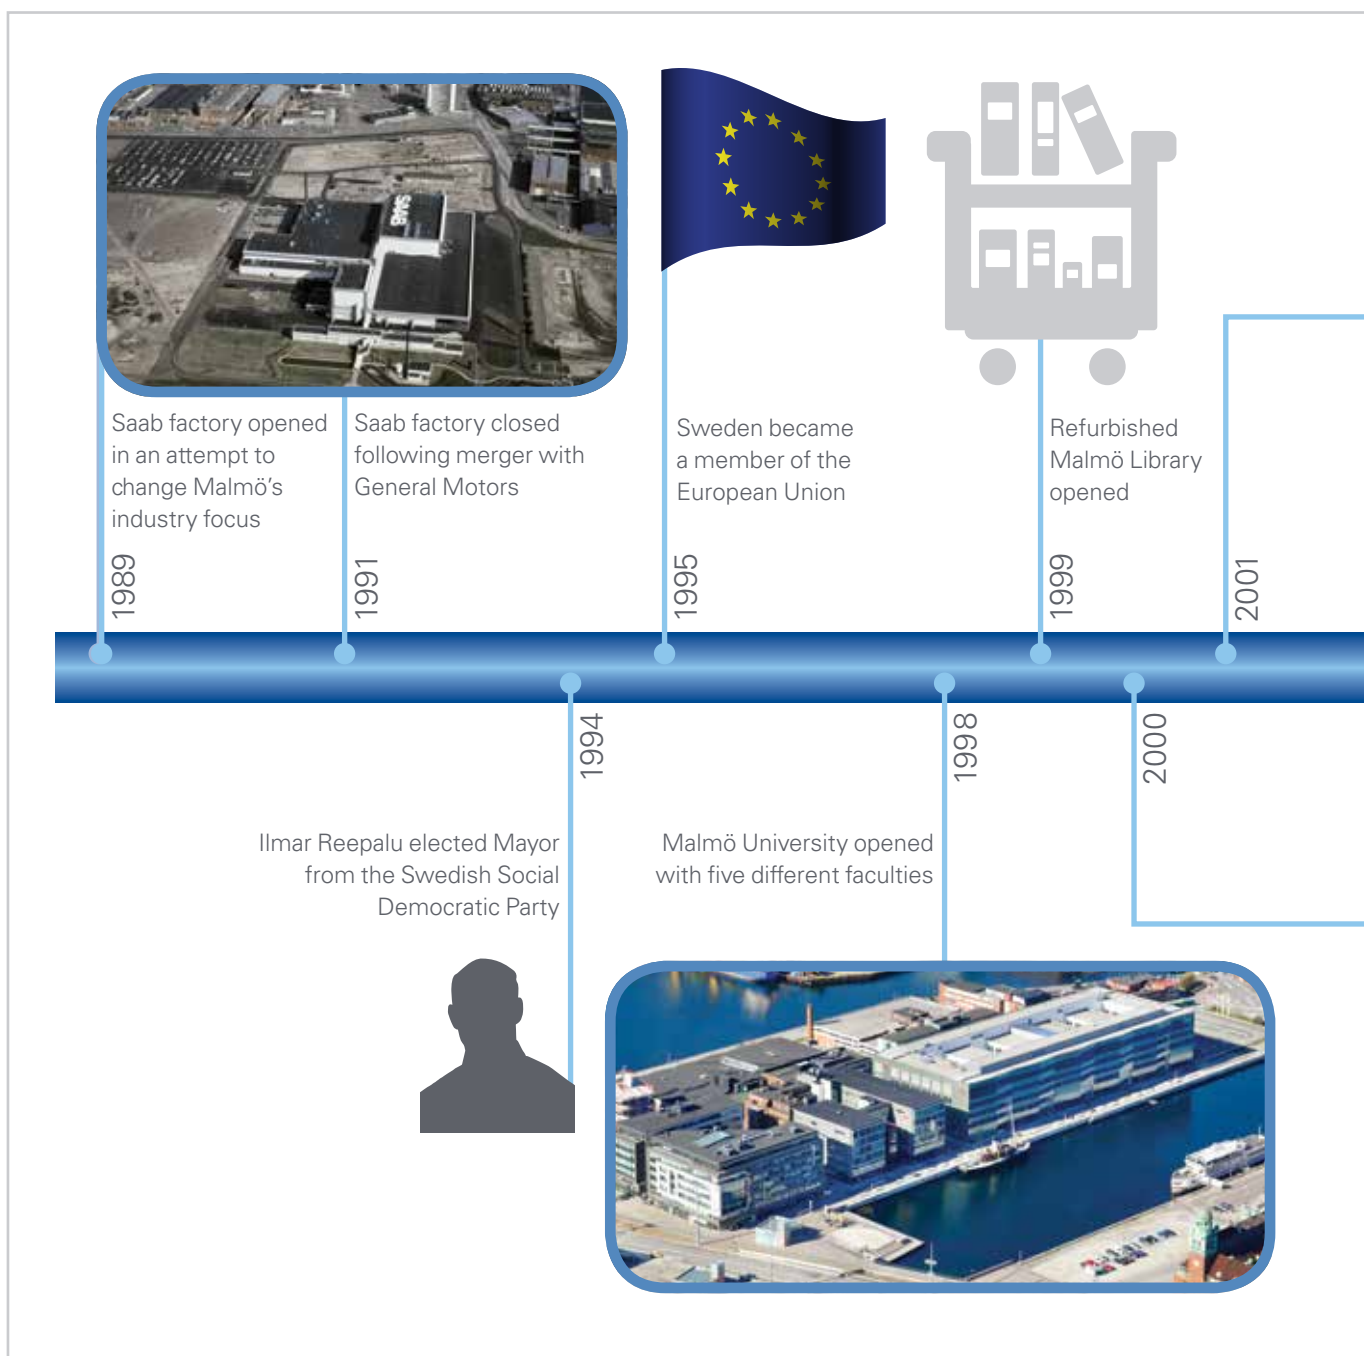 SAAB
Saab factory opened
in an attempt to
change Malmö's
industry focus
1989
Saab factory closed
following merger with
General Motors
1991
Sweden became
a member of the
European Union
1995
Refurbished
Malmö Library
opened
1999
2001
1994
Ilmar Reepalu elected Mayor
from the Swedish Social
Democratic Party
1998
Malmö University opened
with five different faculties
2000